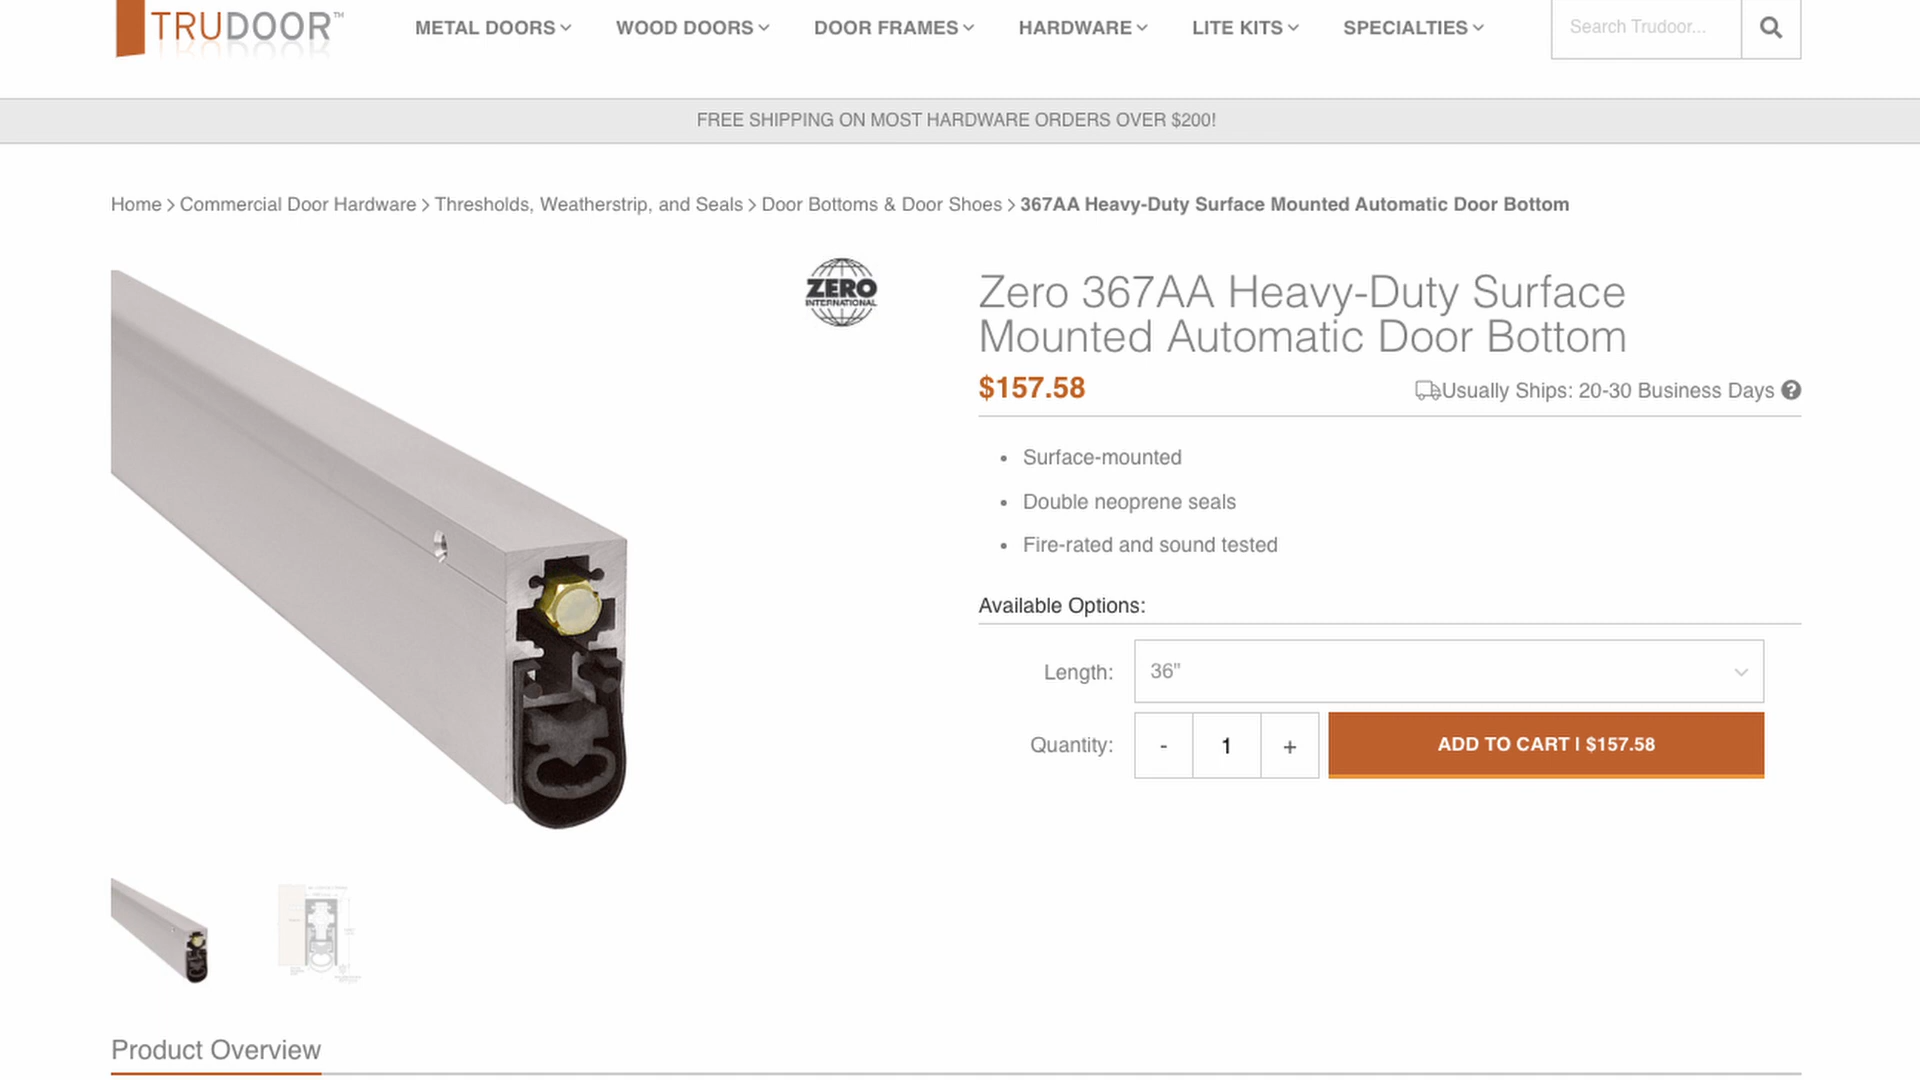 TRUDOOR™
METAL DOORS
WOOD DOORS
DOOR FRAMES
HARDWARE
LITE KITS
SPECIALTIES
Search Trudoor...
FREE SHIPPING ON MOST HARDWARE ORDERS OVER $200!
Home > Commercial Door Hardware > Thresholds, Weatherstrip, and Seals > Door Bottoms & Door Shoes > 367AA Heavy-Duty Surface Mounted Automatic Door Bottom
ZERO
INTERNATIONAL
Zero 367AA Heavy-Duty Surface
Mounted Automatic Door Bottom
$157.58
Usually Ships: 20-30 Business Days ?
• Surface-mounted
• Double neoprene seals
• Fire-rated and sound tested
Available Options:
Length: 36"
Quantity: - 1 +
ADD TO CART | $157.58
Product Overview